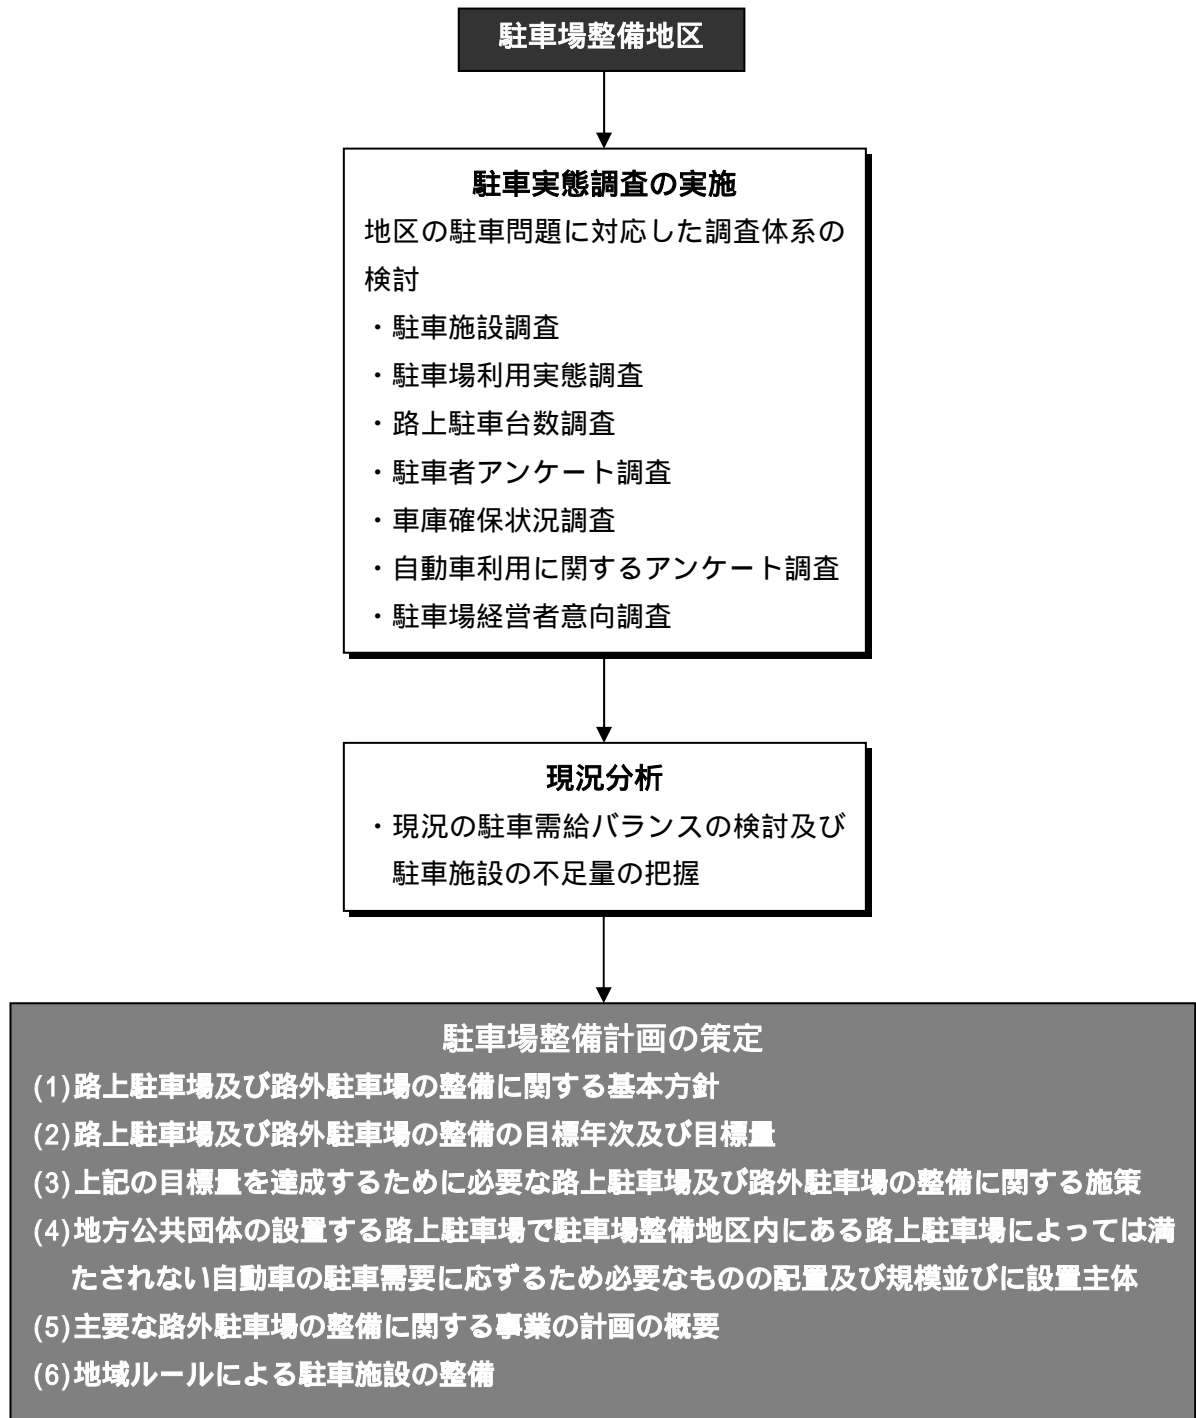 駐車場整備地区
駐車実態調査の実施
地区の駐車問題に対応した調査体系の
検討
・駐車施設調査
・駐車場利用実態調査
・路上駐車台数調査
・駐車者アンケート調査
・車庫確保状況調査
・自動車利用に関するアンケート調査
・駐車場経営者意向調査
現況分析
・現況の駐車需給バランスの検討及び
駐車施設の不足量の把握
駐車場整備計画の策定
(1)路上駐車場及び路外駐車場の整備に関する基本方針
(2)路上駐車場及び路外駐車場の整備の目標年次及び目標量
(3)上記の目標量を達成するために必要な路上駐車場及び路外駐車場の整備に関する施策
(4)地方公共団体の設置する路上駐車場で駐車場整備地区内にある路上駐車場によっては満
たされない自動車の駐車需要に応ずるため必要なものの配置及び規模並びに設置主体
(5)主要な路外駐車場の整備に関する事業の計画の概要
(6)地域ルールによる駐車施設の整備